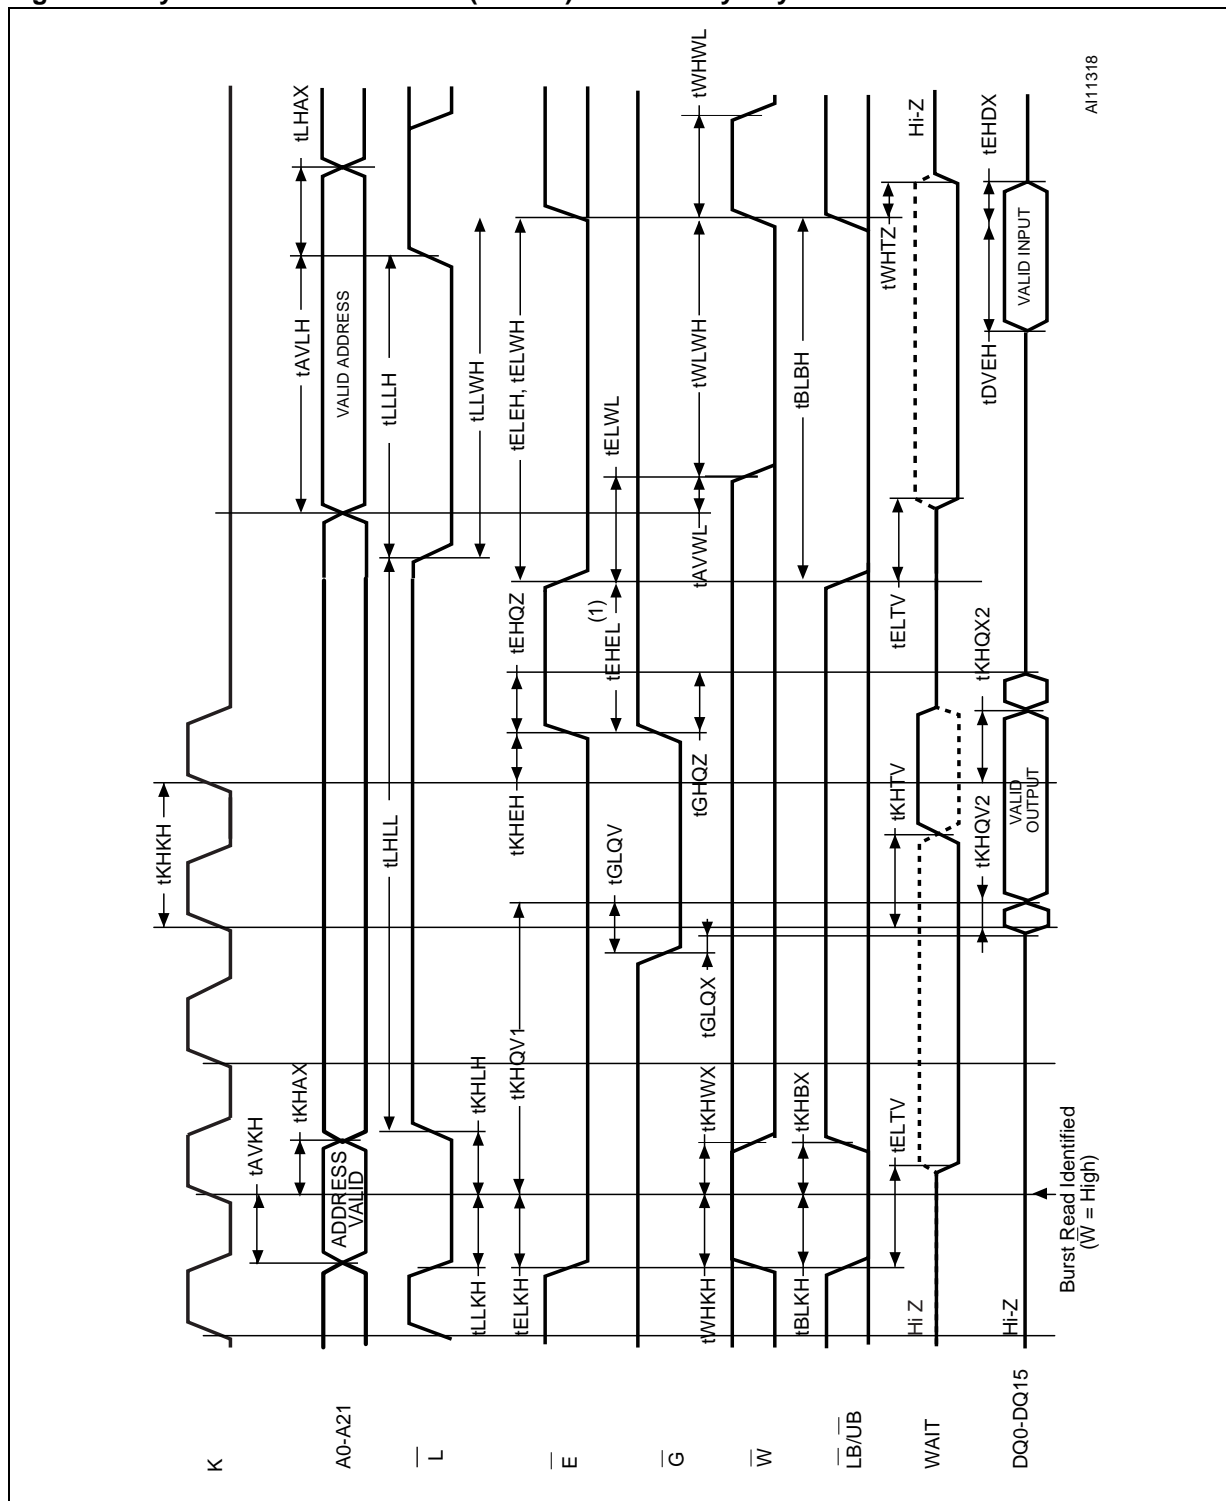 K
tKHKH
A0-A21
tAVKH
tKHAX
ADDRESS
VALID
tAVLH
VALID ADDRESS
tLHAX
L
tLLKH
tKHLH
tLHLL
tLLLH
tLLWH
E
tELKH
tKHQV1
tKHEH
tEHQZ
tELEH, tELWH
G
tGLQV
tEHEL (1)
tELWL
W
tWHKH
tKHWX
tGLQX
tGHQZ
tAVWL
tWLWH
tWHWL
LB/UB
tBLKH
tKHBX
tBLBH
WAIT
Hi Z
tELTV
tKHTV
tELTV
tWHTZ
Hi-Z
DQ0-DQ15
Hi-Z
tKHQV2
VALID
OUTPUT
tKHQX2
tDVEH
VALID INPUT
tEHDX
Burst Read Identified
(W = High)
AI11318